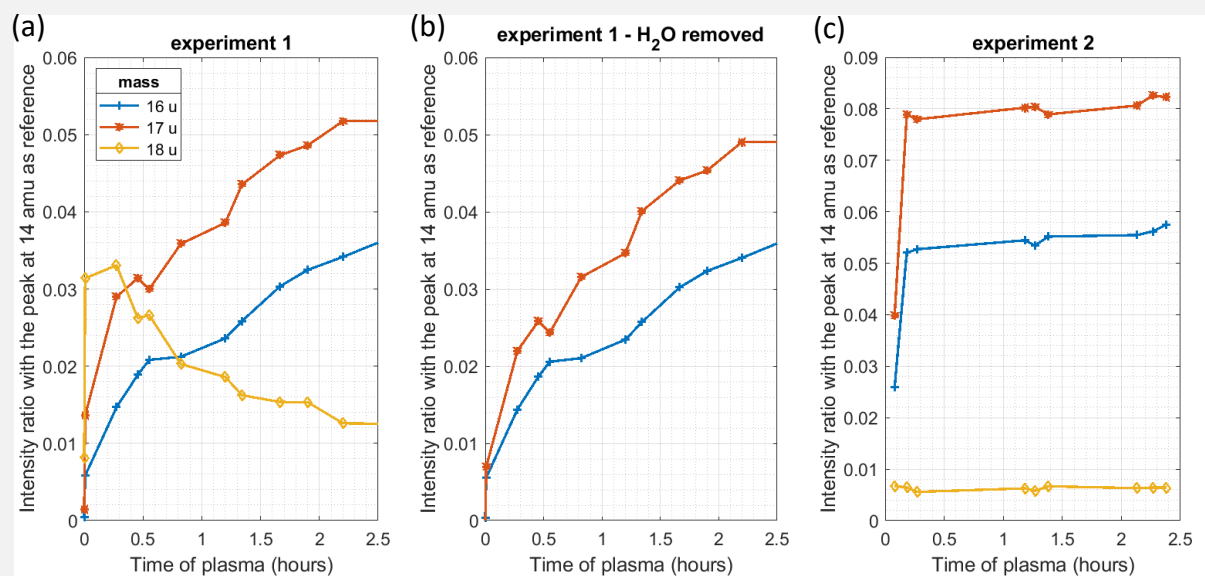 (a)
experiment 1
Intensity ratio with the peak at 14 amu as reference
0.06
0.05
0.04
0.03
0.02
0.01
0
mass
16 u
17 u
18 u
0 0.5 1 1.5 2 2.5
Time of plasma (hours)
(b)
experiment 1 - H₂O removed
Intensity ratio with the peak at 14 amu as reference
0.06
0.05
0.04
0.03
0.02
0.01
0
0 0.5 1 1.5 2 2.5
Time of plasma (hours)
(c)
experiment 2
Intensity ratio with the peak at 14 amu as reference
0.09
0.08
0.07
0.06
0.05
0.04
0.03
0.02
0.01
0
0 0.5 1 1.5 2 2.5
Time of plasma (hours)